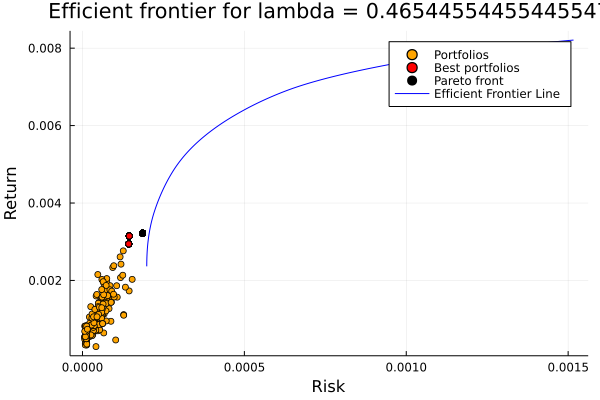 Efficient frontier for lambda = 0.4654455445544554
0.008
0.006
0.004
0.002
Return
0.0000
0.0005
0.0010
0.0015
Risk
Portfolios
Best portfolios
Pareto front
Efficient Frontier Line